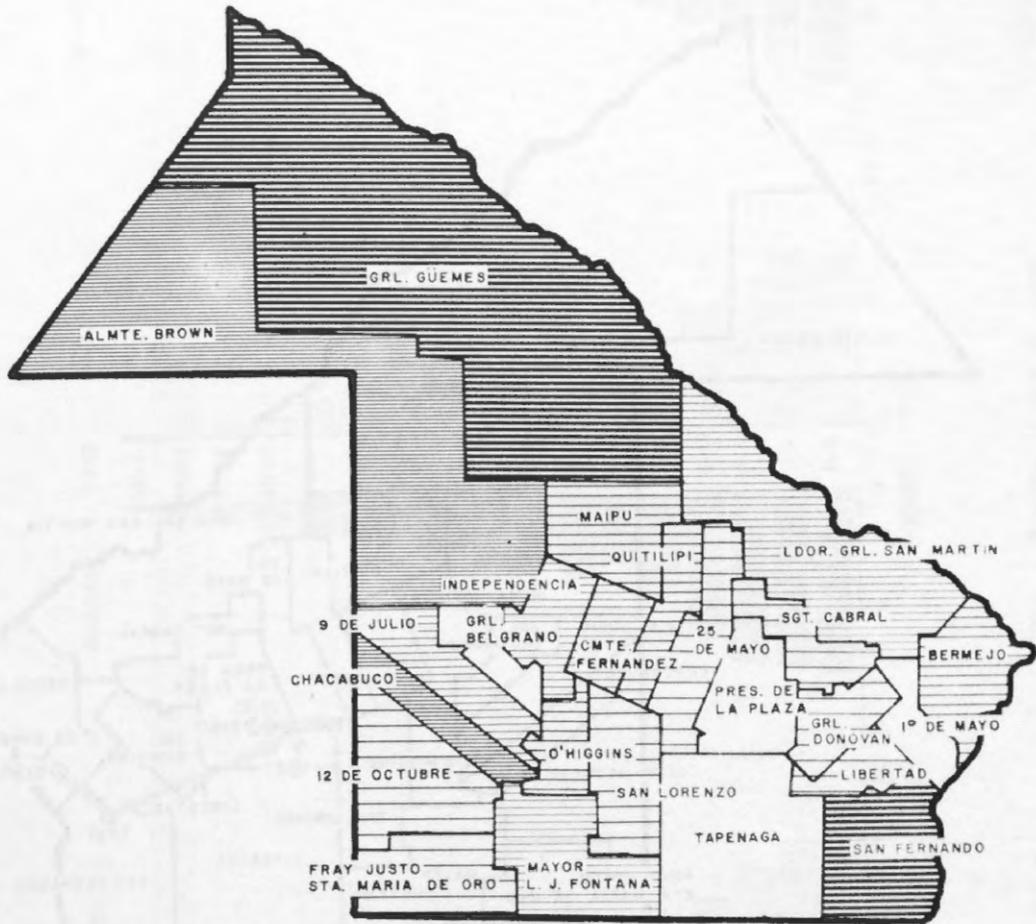 GRL. GÜEMES
ALMTE. BROWN
MAIPU
QUITILIPI
LDOR. GRL. SAN MARTIN
INDEPENDENCIA
9 DE JULIO
GRL.
BELGRANO
25
DE MAYO
SGT. CABRAL
CMTE.
FERNANDEZ
BERMEJO
CHACABUCO
PRES. DE
LA PLAZA
GRL.
DONOVAN
1º DE MAYO
O'HIGGINS
12 DE OCTUBRE
LIBERTAD
SAN LORENZO
TAPENAGA
SAN FERNANDO
FRAY JUSTO
STA. MARIA DE ORO
MAYOR
L. J. FONTANA